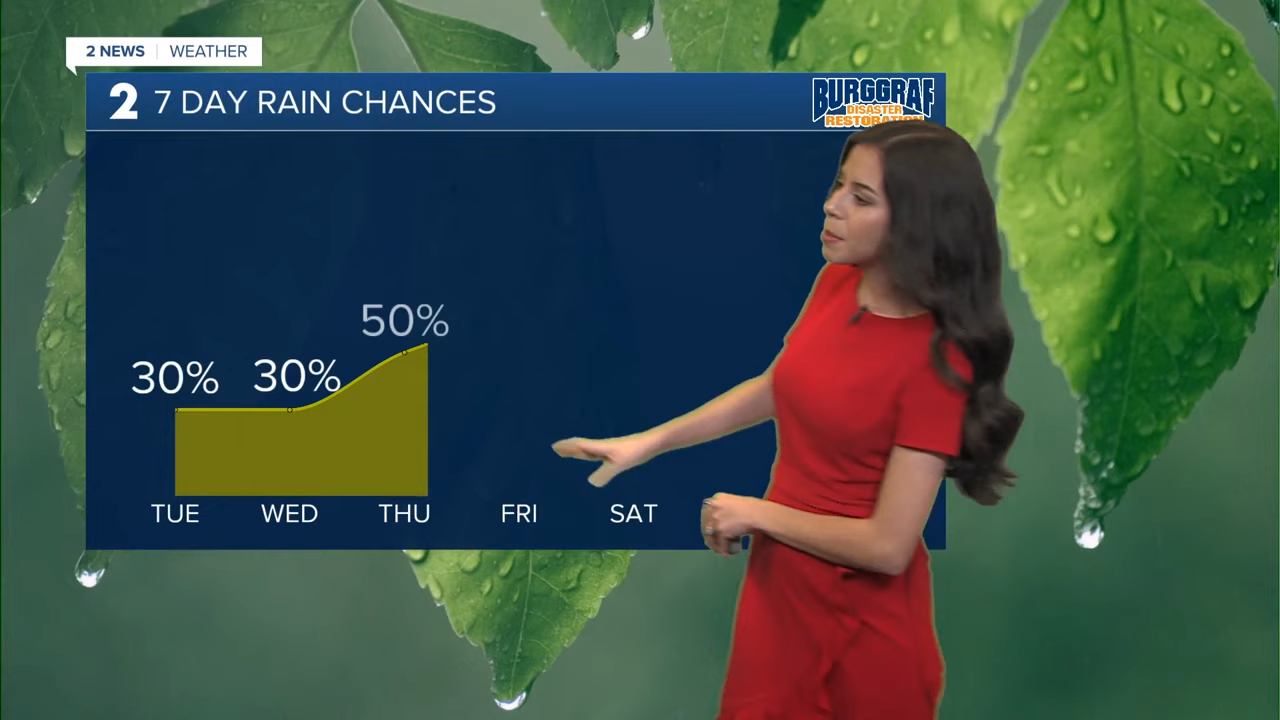 2 NEWS | WEATHER
2 7 DAY RAIN CHANCES
BURGGRAF
DISASTER
RESTORATION
50%
30% 30%
TUE WED THU FRI SAT